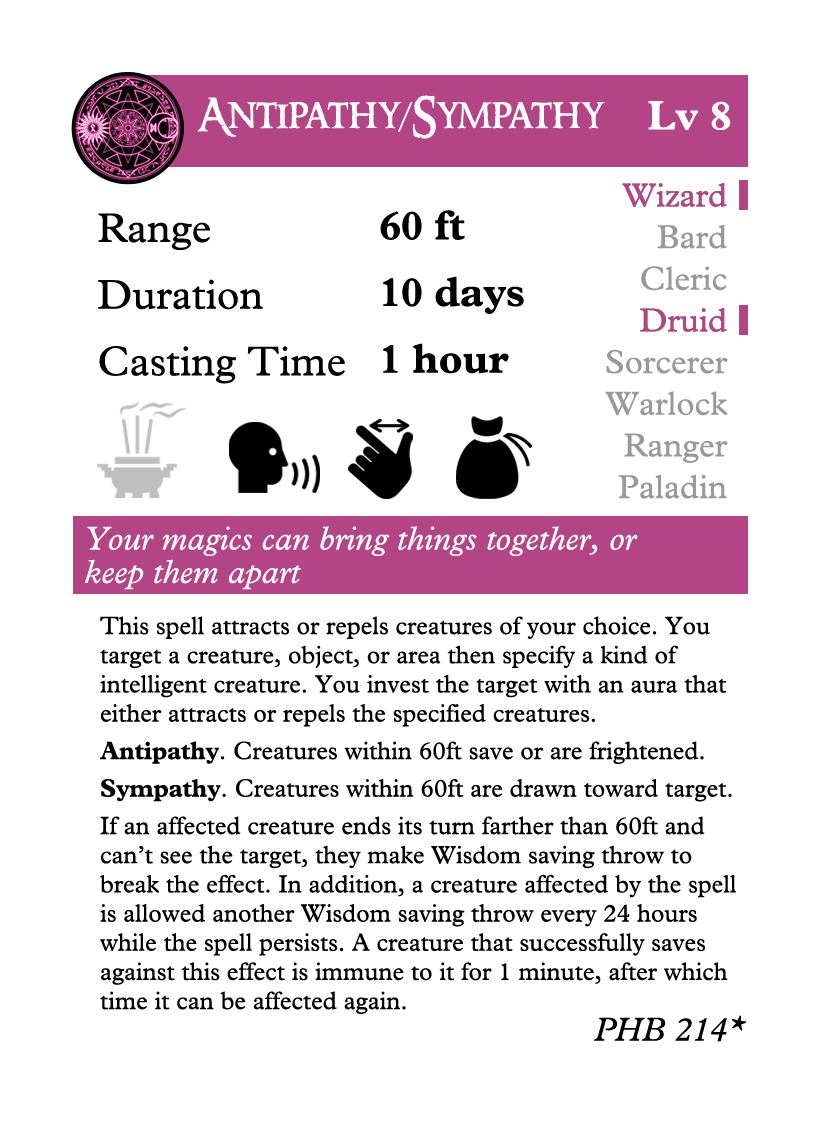 ANTIPATHY/SYMPATHY Lv 8
Range 60 ft
Duration 10 days
Casting Time 1 hour
Wizard
Bard
Cleric
Druid
Sorcerer
Warlock
Ranger
Paladin
Your magics can bring things together, or
keep them apart
This spell attracts or repels creatures of your choice. You
target a creature, object, or area then specify a kind of
intelligent creature. You invest the target with an aura that
either attracts or repels the specified creatures.
Antipathy. Creatures within 60ft save or are frightened.
Sympathy. Creatures within 60ft are drawn toward target.
If an affected creature ends its turn farther than 60ft and
can’t see the target, they make Wisdom saving throw to
break the effect. In addition, a creature affected by the spell
is allowed another Wisdom saving throw every 24 hours
while the spell persists. A creature that successfully saves
against this effect is immune to it for 1 minute, after which
time it can be affected again.
PHB 214*